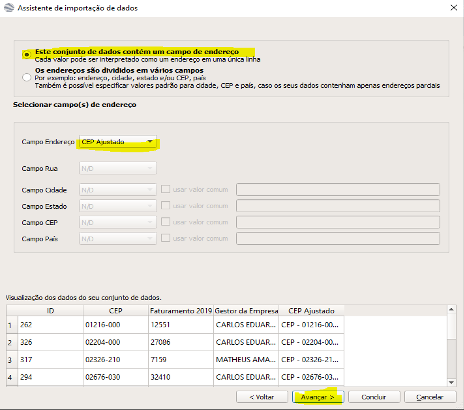 Assistente de importação de dados
Este conjunto de dados contém um campo de endereço
Cada valor pode ser interpretado como um endereço em uma única linha
Os endereços são divididos em vários campos
Por exemplo: endereço, cidade, estado e/ou CEP, país
Também é possível especificar valores padrão para cidade, CEP e país, caso os seus dados contenham apenas endereços parciais
Selecionar campo(s) de endereço
Campo Endereço CEP Ajustado
Campo Rua N/D
Campo Cidade N/D usar valor comum
Campo Estado N/D usar valor comum
Campo CEP N/D usar valor comum
Campo País N/D usar valor comum
Visualização dos dados do seu conjunto de dados.
ID CEP Faturamento 2019 Gestor da Empresa CEP Ajustado
1 262 01216-000 12551 CARLOS EDUAR... CEP - 01216-00...
2 326 02204-000 27086 CARLOS EDUAR... CEP - 02204-00...
3 317 02326-210 7159 MATHEUS AMA... CEP - 02326-21...
4 294 02676-030 32410 CARLOS EDUAR... CEP - 02676-03...
< Voltar Avançar > Concluir Cancelar